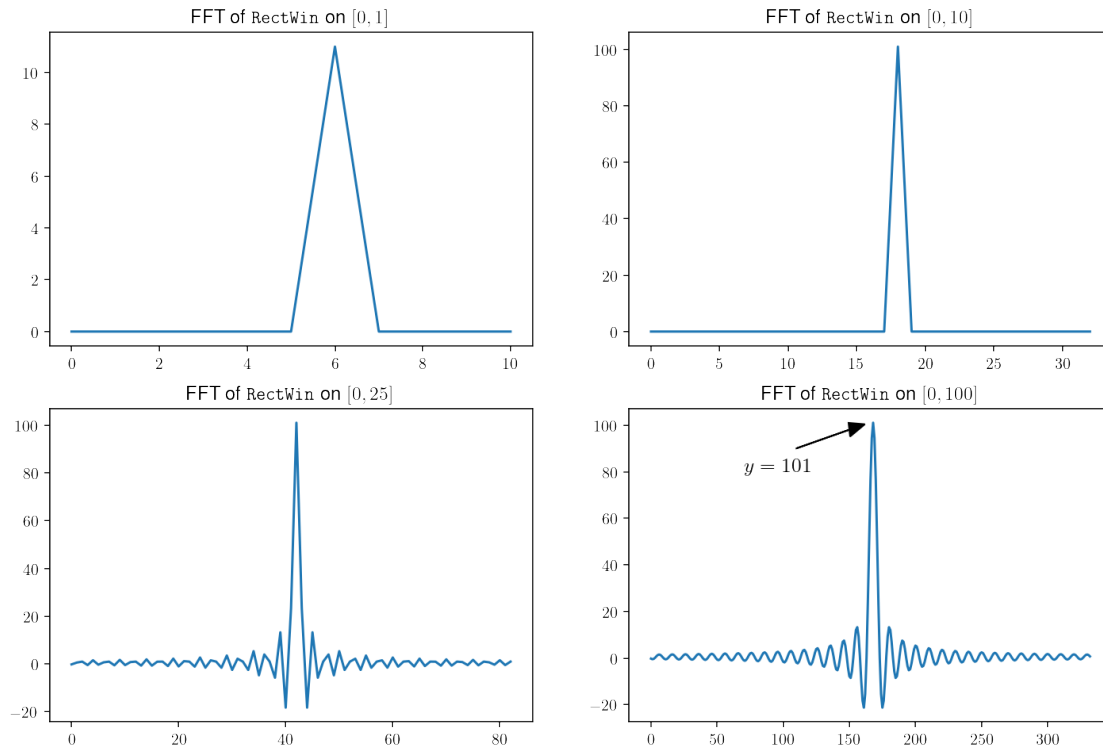 FFT of RectWin on [0, 1]
10
8
6
4
2
0
0 2 4 6 8 10
FFT of RectWin on [0, 10]
100
80
60
40
20
0
0 5 10 15 20 25 30
FFT of RectWin on [0, 25]
100
80
60
40
20
0
−20
0 20 40 60 80
FFT of RectWin on [0, 100]
100
80
60
40
20
0
−20
y = 101
0 50 100 150 200 250 300